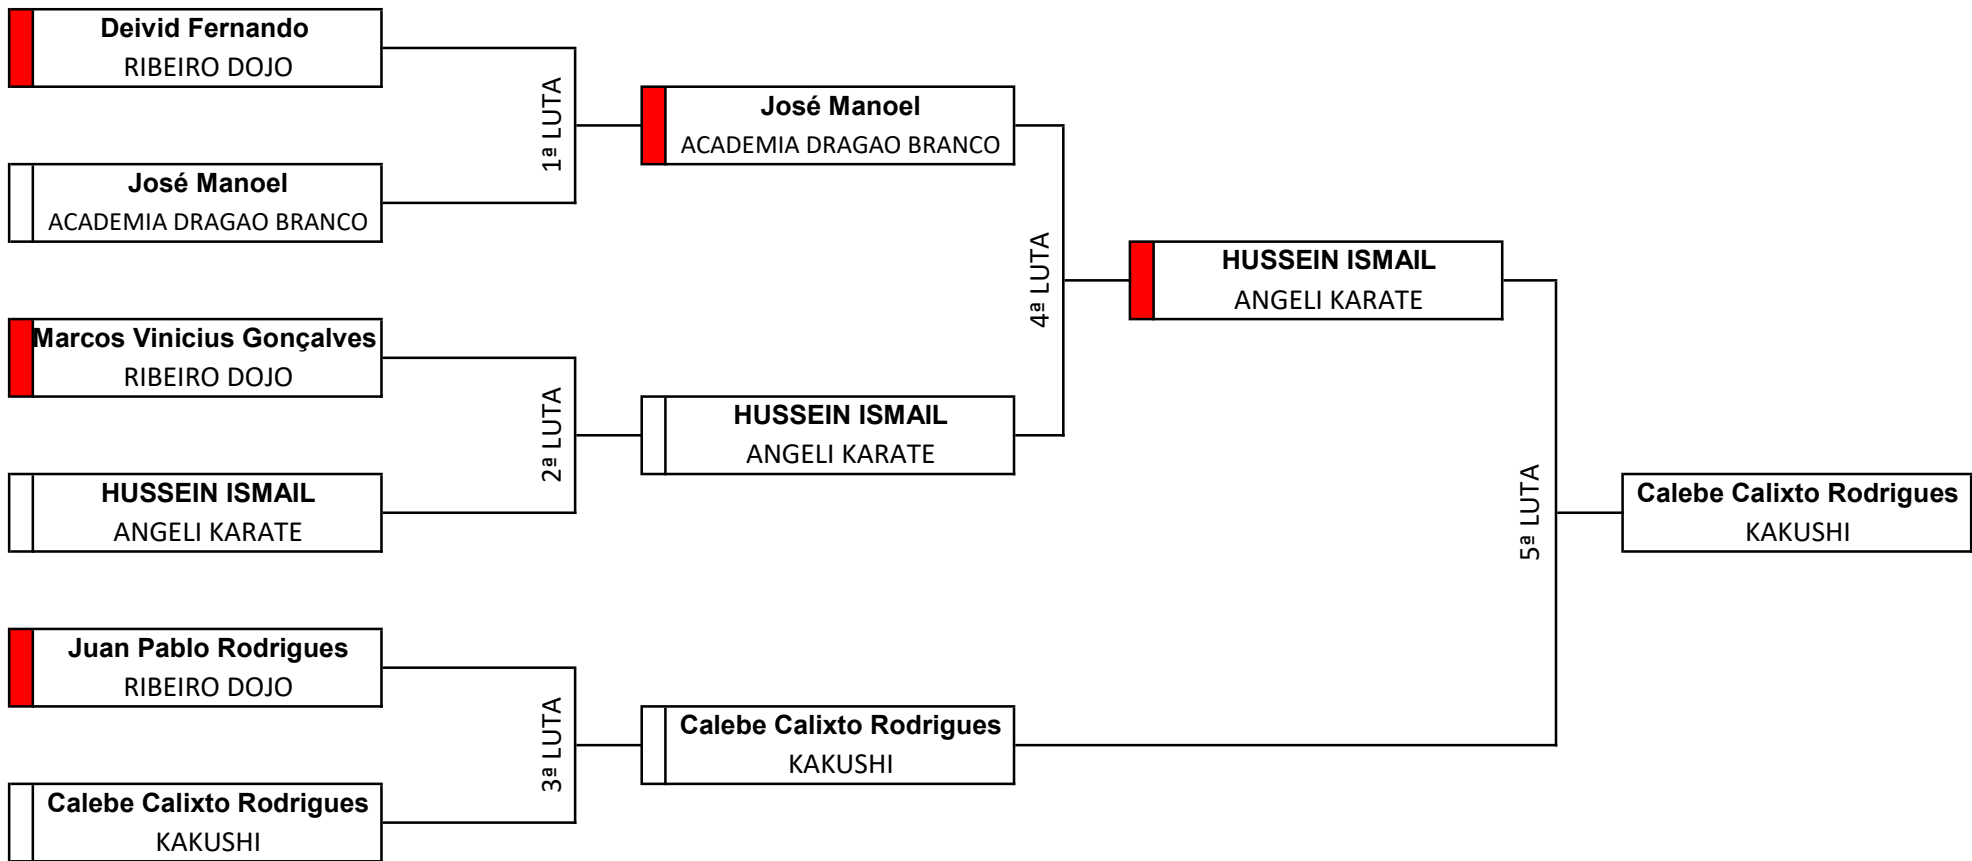 Deivid Fernando
RIBEIRO DOJO
José Manoel
ACADEMIA DRAGAO BRANCO
1ª LUTA
José Manoel
ACADEMIA DRAGAO BRANCO
Marcos Vinicius Gonçalves
RIBEIRO DOJO
HUSSEIN ISMAIL
ANGELI KARATE
2ª LUTA
HUSSEIN ISMAIL
ANGELI KARATE
4ª LUTA
HUSSEIN ISMAIL
ANGELI KARATE
Juan Pablo Rodrigues
RIBEIRO DOJO
Calebe Calixto Rodrigues
KAKUSHI
3ª LUTA
Calebe Calixto Rodrigues
KAKUSHI
5ª LUTA
Calebe Calixto Rodrigues
KAKUSHI